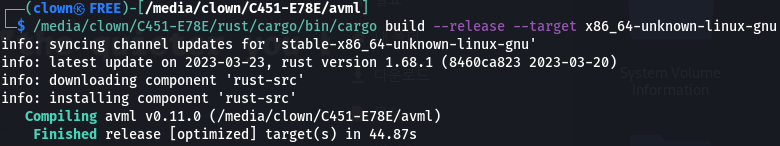 ┌──(clown㉿FREE)-[/media/clown/C451-E78E/avml]
└─$ /media/clown/C451-E78E/rust/cargo/bin/cargo build --release --target x86_64-unknown-linux-gnu
info: syncing channel updates for 'stable-x86_64-unknown-linux-gnu'
info: latest update on 2023-03-23, rust version 1.68.1 (8460ca823 2023-03-20)
info: downloading component 'rust-src'
info: installing component 'rust-src'
Compiling avml v0.11.0 (/media/clown/C451-E78E/avml)
Finished release [optimized] target(s) in 44.87s
다운로드
System Volume
Information